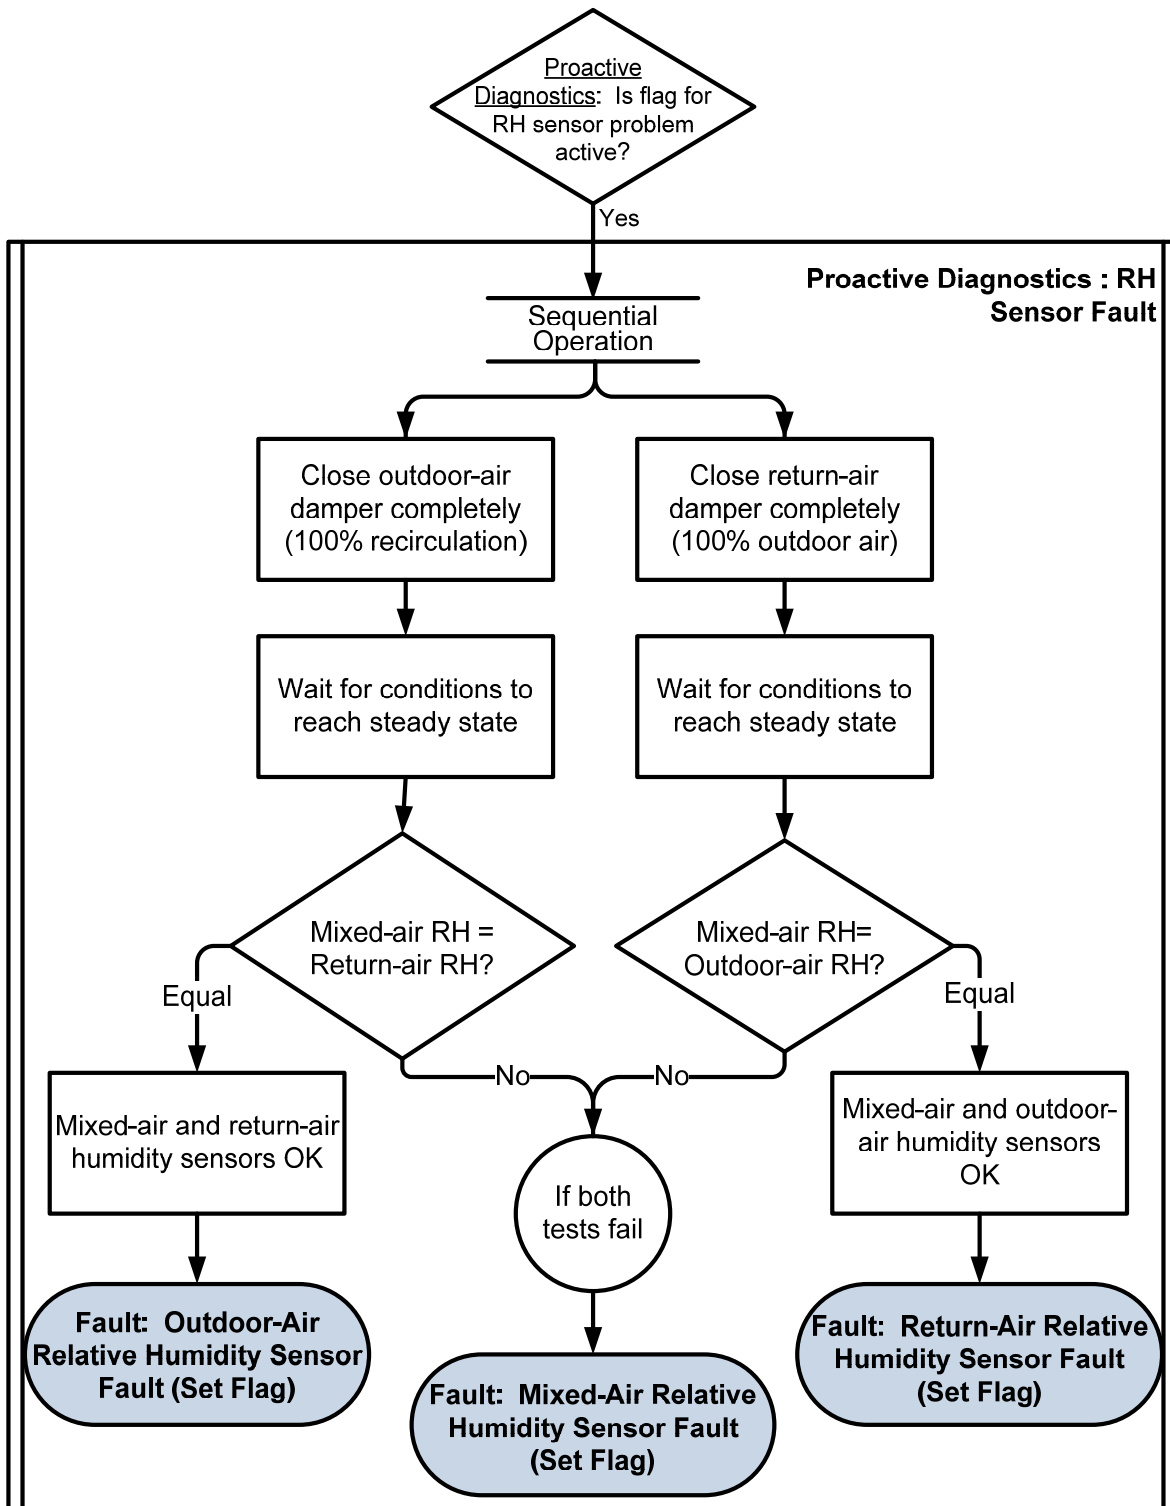 Proactive
Diagnostics:  Is flag for
RH sensor problem
active?
Yes
Proactive Diagnostics : RH
Sensor Fault
Sequential
Operation
Close outdoor-air
damper completely
(100% recirculation)
Close return-air
damper completely
(100% outdoor air)
Wait for conditions to
reach steady state
Wait for conditions to
reach steady state
Mixed-air RH =
Return-air RH?
Mixed-air RH=
Outdoor-air RH?
Equal
Equal
No
No
Mixed-air and return-air
humidity sensors OK
If both
tests fail
Mixed-air and outdoor-
air humidity sensors
OK
Fault:  Outdoor-Air
Relative Humidity Sensor
Fault (Set Flag)
Fault:  Mixed-Air Relative
Humidity Sensor Fault
(Set Flag)
Fault:  Return-Air Relative
Humidity Sensor Fault
(Set Flag)